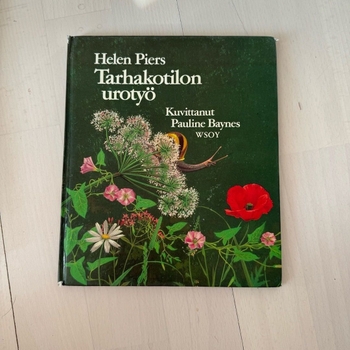 Helen Piers
Tarhakotilon
urotyö
Kuvittanut
Pauline Baynes
WSOY